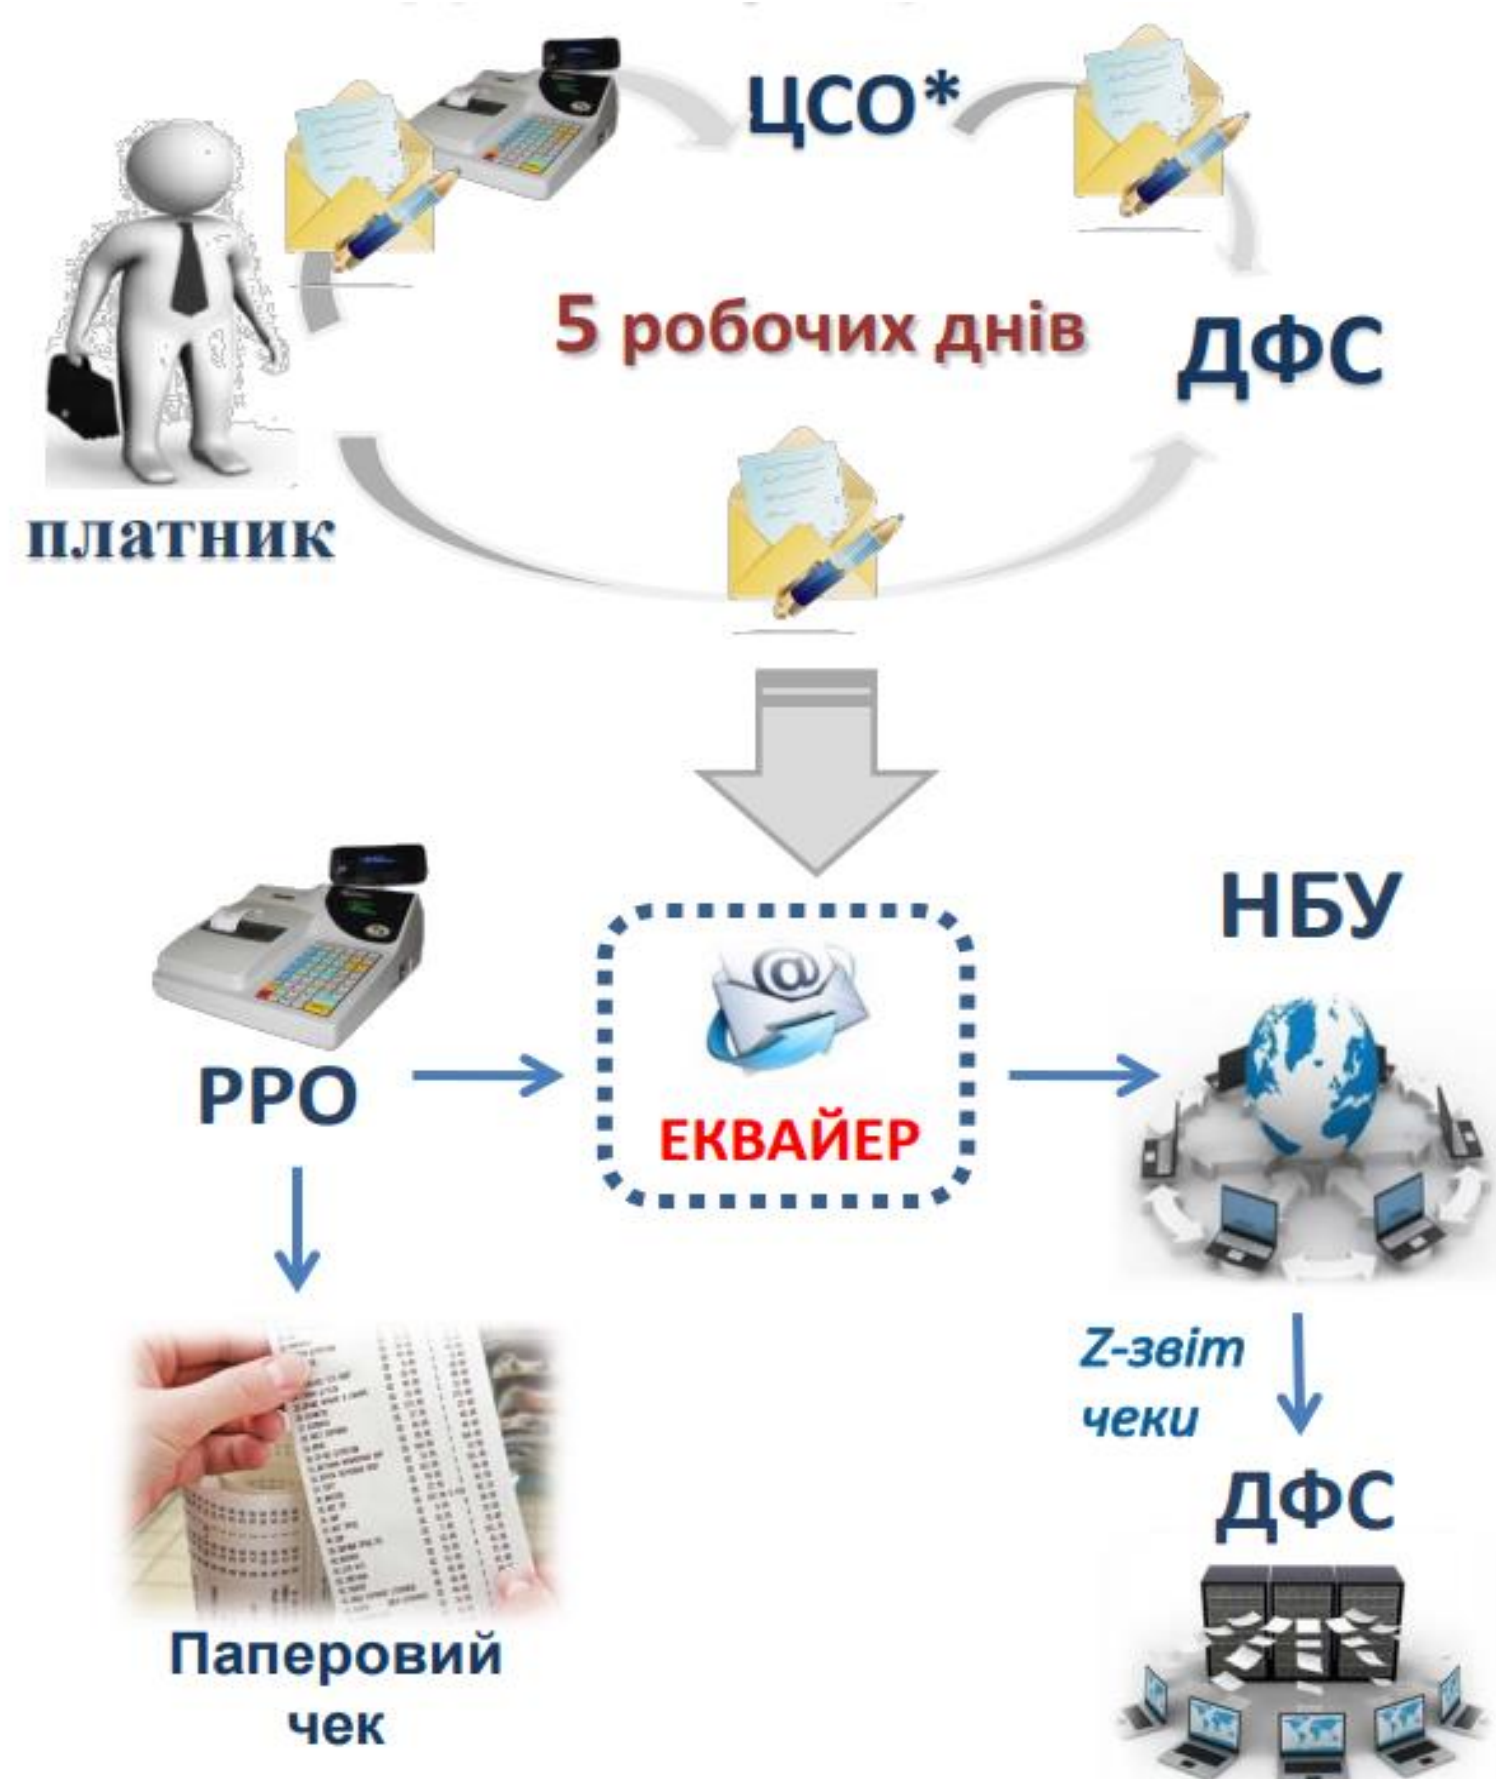 ЦСО*
5 робочих днів
ДФС
платник
НБУ
РРО
ЕКВАЙЕР
Z-звіт
чеки
ДФС
Паперовий
чек